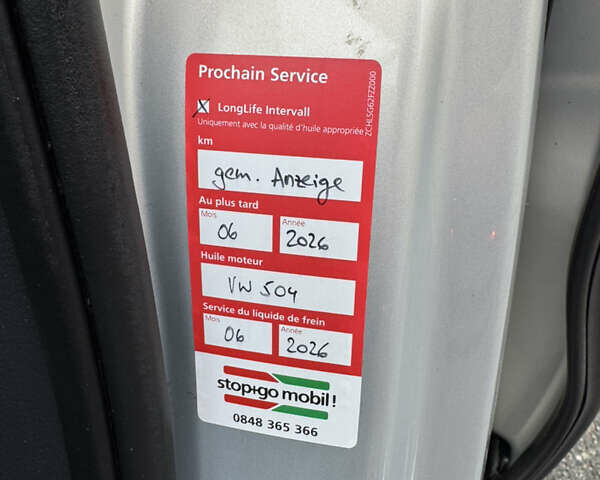 Prochain Service
LongLife Intervall
Uniquement avec la qualité d'huile appropriée
ZCHLSG62FZZ000
km
gem. Anzeige
Au plus tard
Mois Année
06 2026
Huile moteur
VW 504
Service du liquide de frein
Mois Année
06 2026
stop+go mobil!
0848 365 366